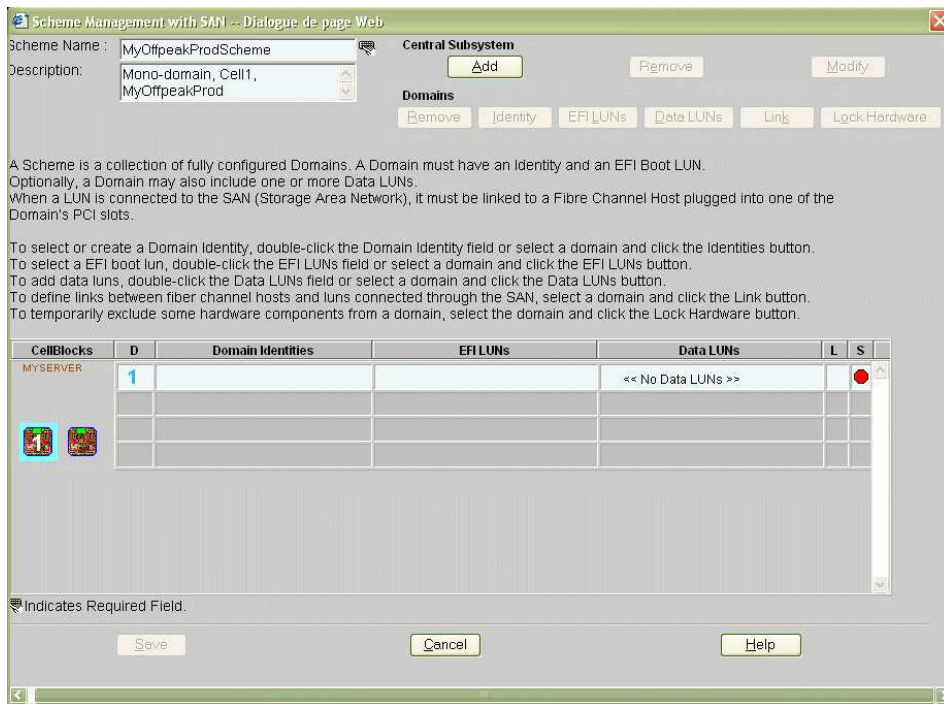 Scheme Management with SAN -- Dialogue de page Web
Scheme Name :
MyOffpeakProdScheme
Description:
Mono-domain, Cell1,
MyOffpeakProd
Central Subsystem
Add Remove Modify
Domains
Remove Identity EFI LUNs Data LUNs Link Lock Hardware
A Scheme is a collection of fully configured Domains. A Domain must have an Identity and an EFI Boot LUN.
Optionally, a Domain may also include one or more Data LUNs.
When a LUN is connected to the SAN (Storage Area Network), it must be linked to a Fibre Channel Host plugged into one of the
Domain's PCI slots.
To select or create a Domain Identity, double-click the Domain Identity field or select a domain and click the Identities button.
To select a EFI boot lun, double-click the EFI LUNs field or select a domain and click the EFI LUNs button.
To add data luns, double-click the Data LUNs field or select a domain and click the Data LUNs button.
To define links between fiber channel hosts and luns connected through the SAN, select a domain and click the Link button.
To temporarily exclude some hardware components from a domain, select the domain and click the Lock Hardware button.
CellBlocks D Domain Identities EFI LUNs Data LUNs L S
MYSERVER
1 << No Data LUNs >>
1
Indicates Required Field.
Save Cancel Help